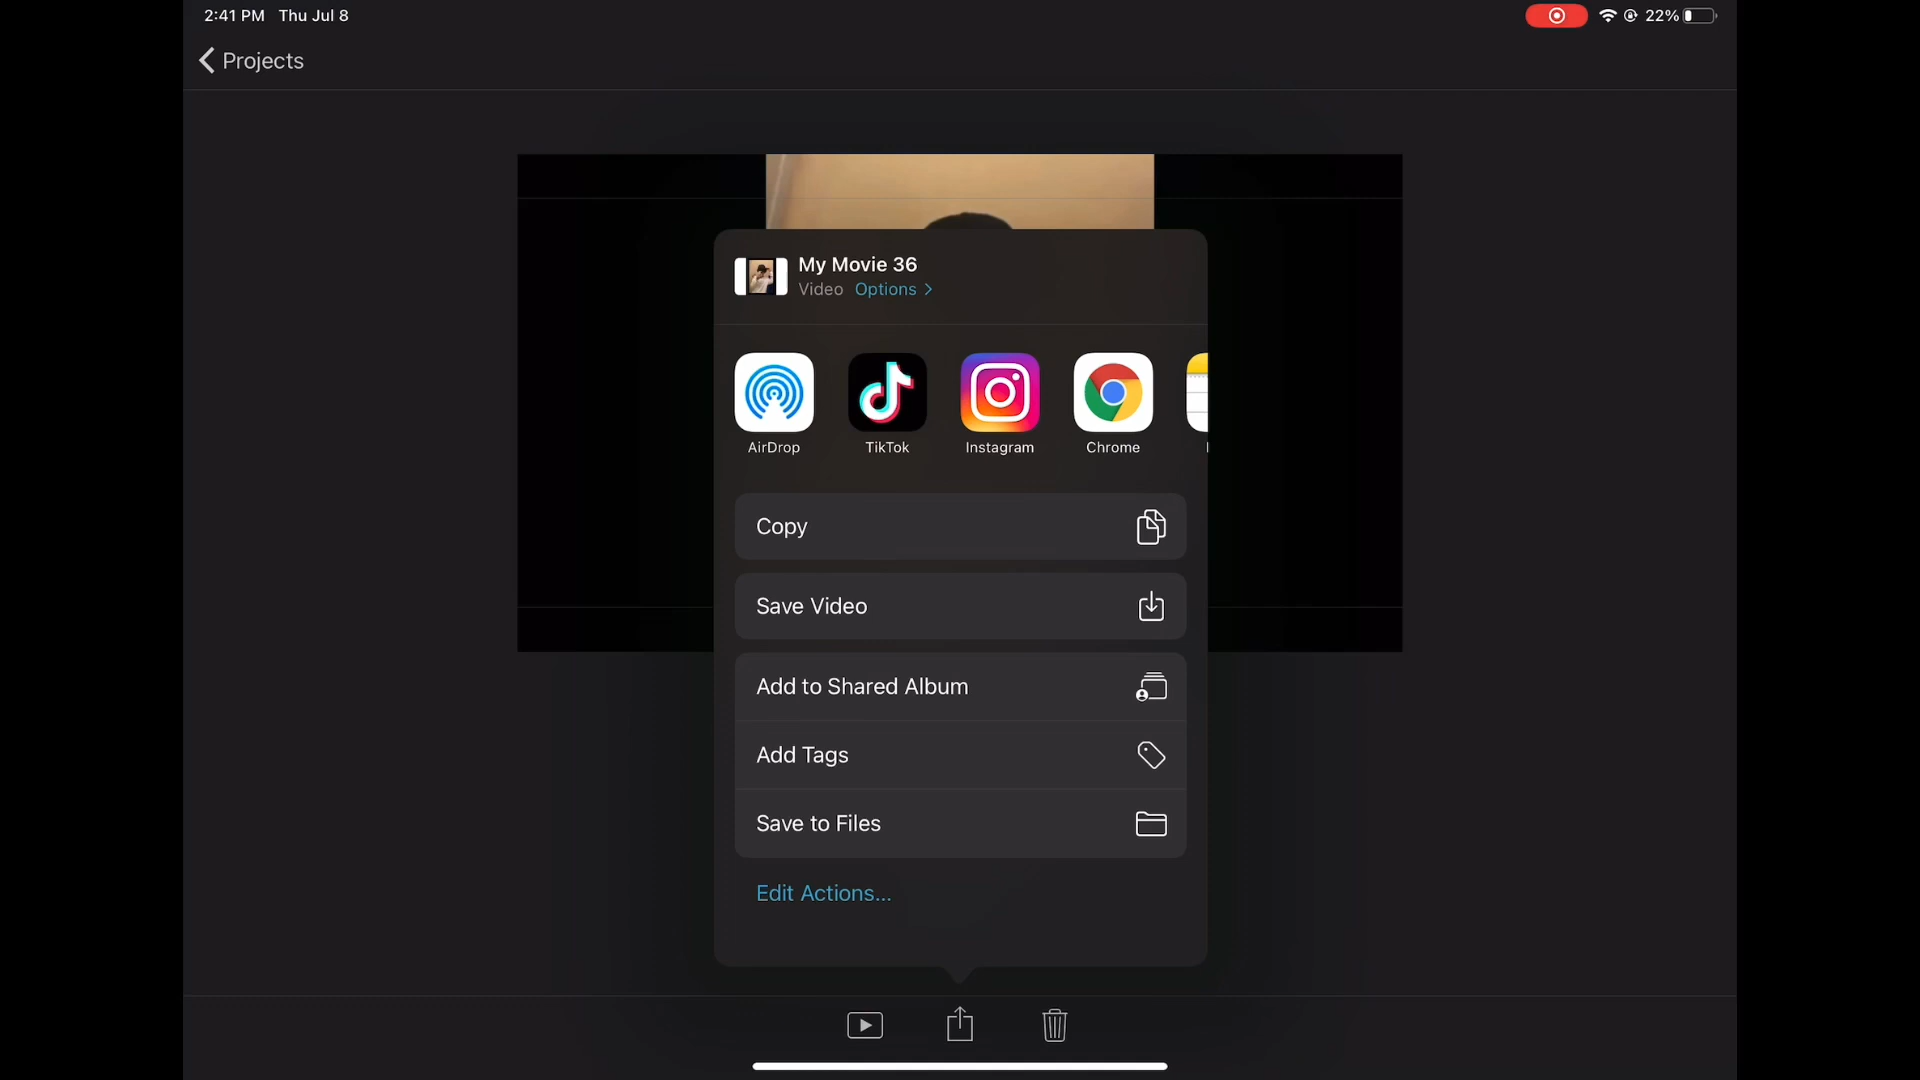 2:41 PM Thu Jul 8
22%
Projects
My Movie 36
Video Options >
AirDrop
TikTok
Instagram
Chrome
Copy
Save Video
Add to Shared Album
Add Tags
Save to Files
Edit Actions...